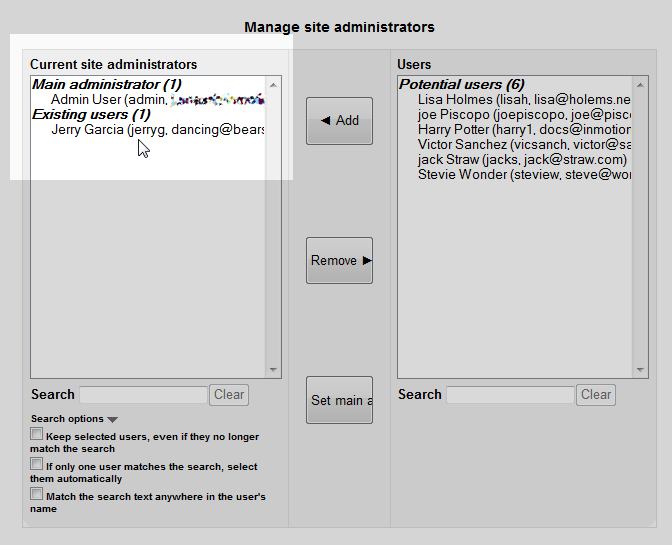 Manage site administrators
Current site administrators
Main administrator (1)
Admin User (admin,
Existing users (1)
Jerry Garcia (jerryg, dancing@bears
◄ Add
Remove ►
Set main a
Users
Potential users (6)
Lisa Holmes (lisah, lisa@holems.ne
joe Piscopo (joepiscopo, joe@pisc
Harry Potter (harry1, docs@inmotion
Victor Sanchez (vicsanch, victor@sa
jack Straw (jacks, jack@straw.com)
Stevie Wonder (steview, steve@wor
Search
Clear
Search options
Keep selected users, even if they no longer
match the search
If only one user matches the search, select
them automatically
Match the search text anywhere in the user's
name
Search
Clear